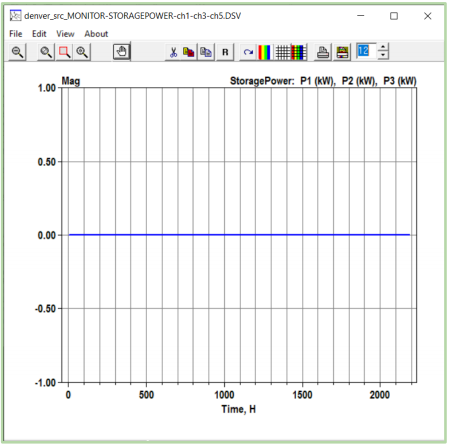 denver_src_MONITOR-STORAGEPOWER-ch1-ch3-ch5.DSV
File Edit View About
R 12
Mag StoragePower: P1 (kW), P2 (kW), P3 (kW)
1.00
0.50
0.00
-0.50
-1.00
0 500 1000 1500 2000
Time, H